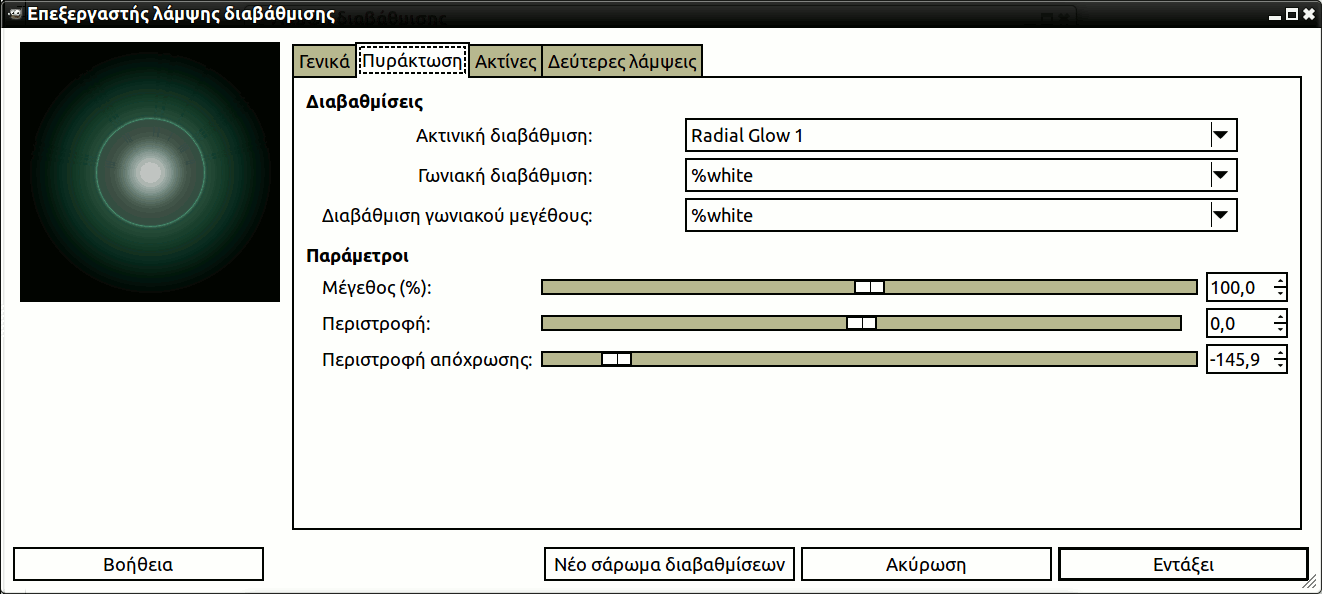 Επεξεργαστής λάμψης διαβάθμισης
Γενικά Πυράκτωση Ακτίνες Δεύτερες λάμψεις
Διαβαθμίσεις
Ακτινική διαβάθμιση: Radial Glow 1
Γωνιακή διαβάθμιση: %white
Διαβάθμιση γωνιακού μεγέθους: %white
Παράμετροι
Μέγεθος (%): 100,0
Περιστροφή: 0,0
Περιστροφή απόχρωσης: -145,9
Βοήθεια Νέο σάρωμα διαβαθμίσεων Ακύρωση Εντάξει